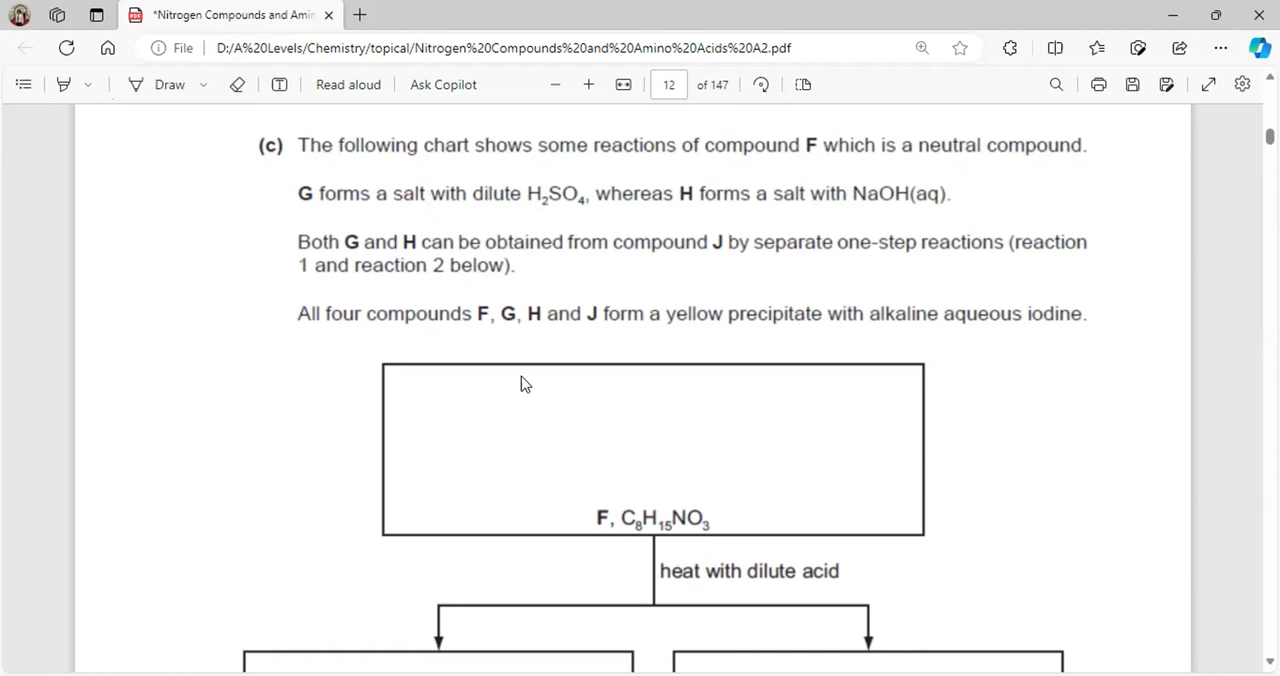 *Nitrogen Compounds and Amin
File
D:/A%20Levels/Chemistry/topical/Nitrogen%20Compounds%20and%20Amino%20Acids%20A2.pdf
Draw
Read aloud
Ask Copilot
12 of 147
(c) The following chart shows some reactions of compound F which is a neutral compound.
G forms a salt with dilute H₂SO₄, whereas H forms a salt with NaOH(aq).
Both G and H can be obtained from compound J by separate one-step reactions (reaction
1 and reaction 2 below).
All four compounds F, G, H and J form a yellow precipitate with alkaline aqueous iodine.
F, C₈H₁₅NO₃
heat with dilute acid